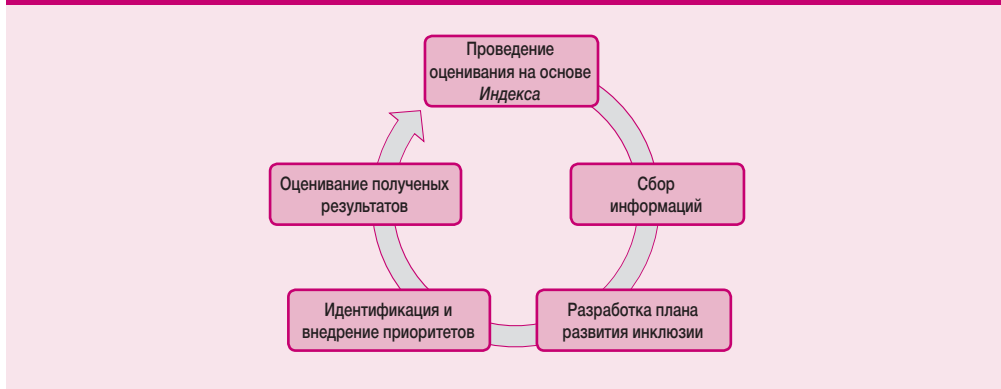 Проведение
оценивания на основе
Индекса
Сбор
информаций
Разработка плана
развития инклюзии
Идентификация и
внедрение приоритетов
Оценивание полученых
результатов